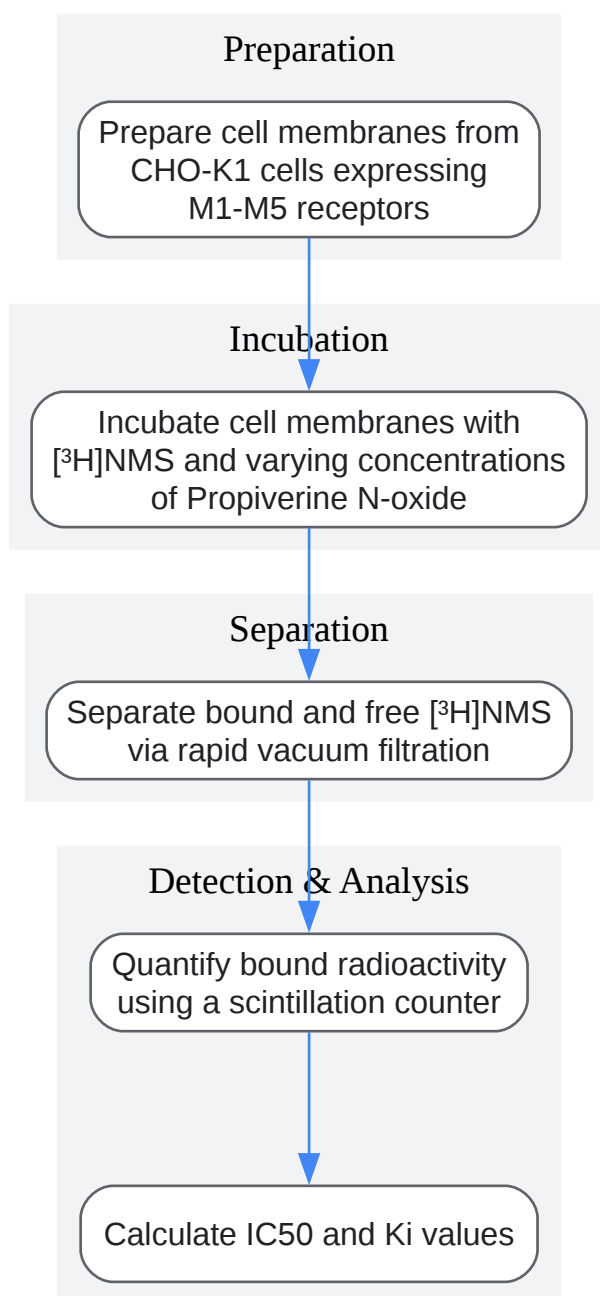 Preparation
Prepare cell membranes from
CHO-K1 cells expressing
M1-M5 receptors
Incubation
Incubate cell membranes with
[³H]NMS and varying concentrations
of Propiverine N-oxide
Separation
Separate bound and free [³H]NMS
via rapid vacuum filtration
Detection & Analysis
Quantify bound radioactivity
using a scintillation counter
Calculate IC50 and Ki values